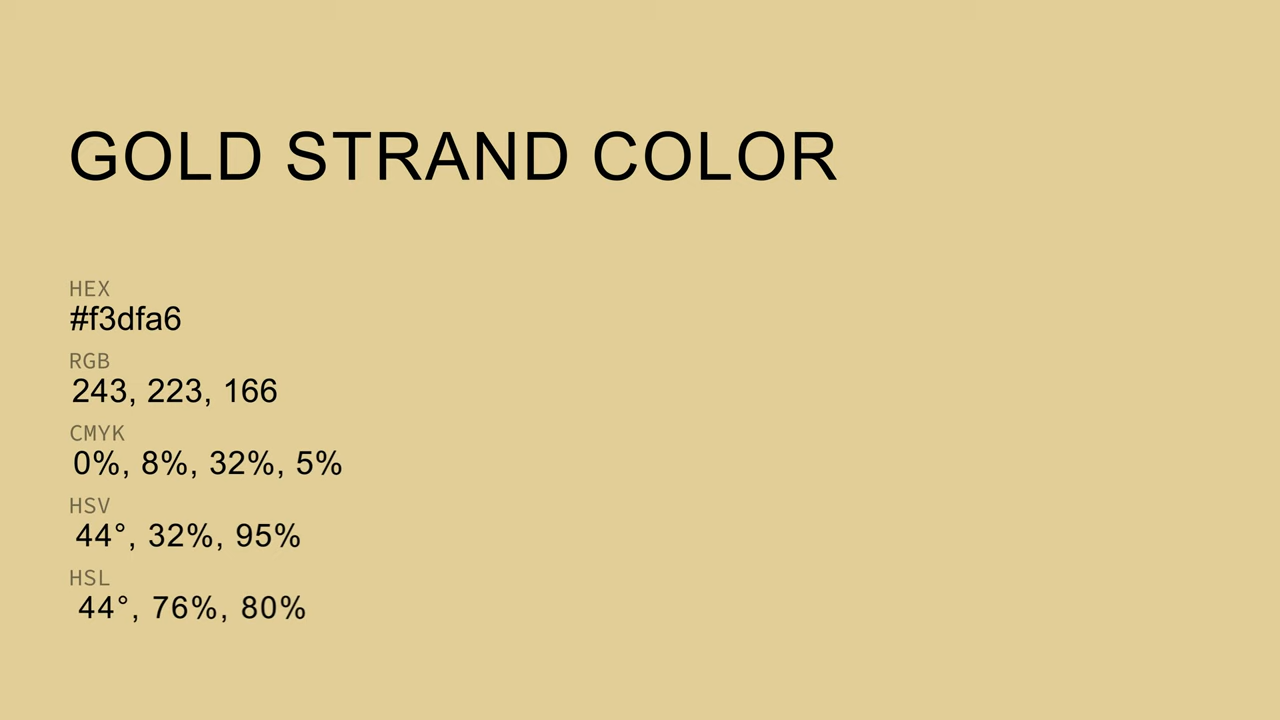 GOLD STRAND COLOR
HEX
#f3dfa6
RGB
243, 223, 166
CMYK
0%, 8%, 32%, 5%
HSV
44°, 32%, 95%
HSL
44°, 76%, 80%